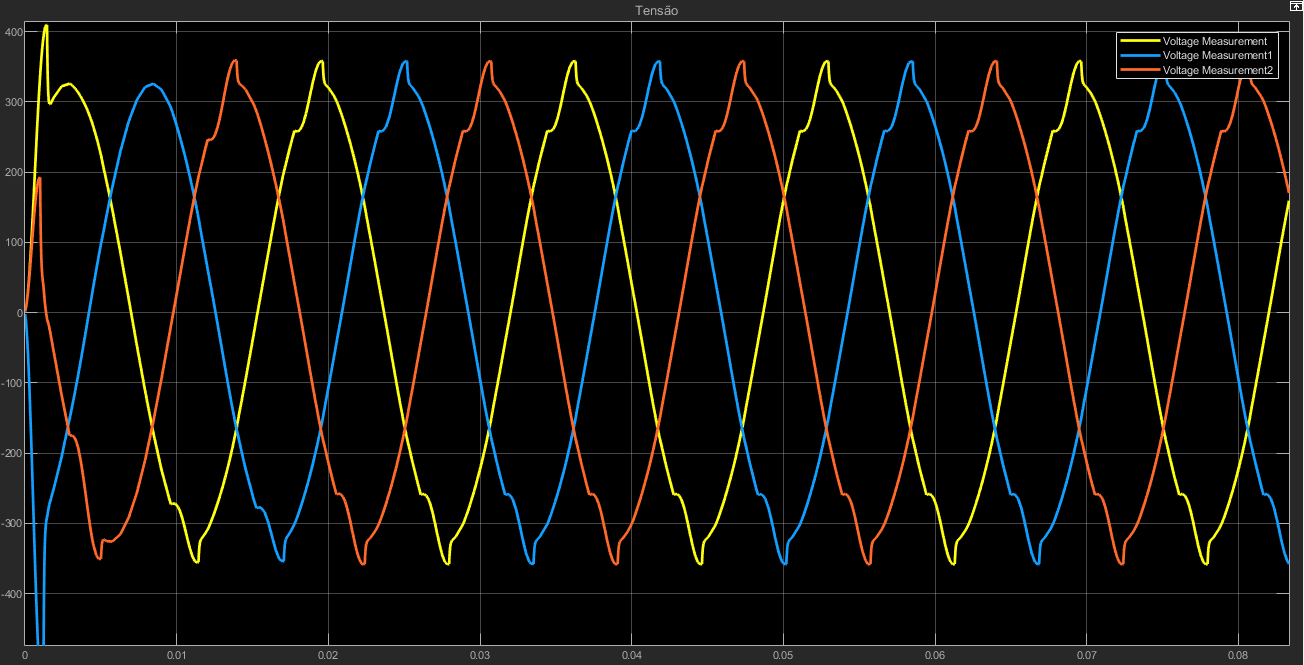 Tensão
Voltage Measurement
Voltage Measurement1
Voltage Measurement2
400
300
200
100
0
-100
-200
-300
-400
0 0.01 0.02 0.03 0.04 0.05 0.06 0.07 0.08